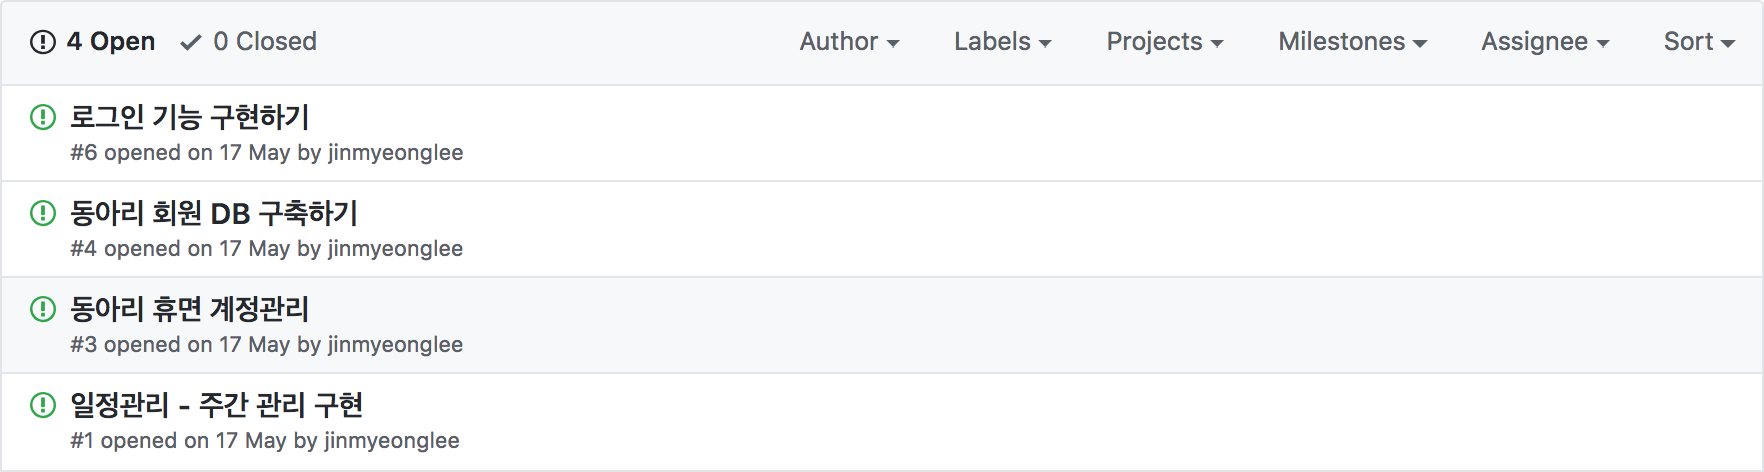 4 Open 0 Closed Author Labels Projects Milestones Assignee Sort
로그인 기능 구현하기
#6 opened on 17 May by jinmyeonglee
동아리 회원 DB 구축하기
#4 opened on 17 May by jinmyeonglee
동아리 휴면 계정관리
#3 opened on 17 May by jinmyeonglee
일정관리 - 주간 관리 구현
#1 opened on 17 May by jinmyeonglee